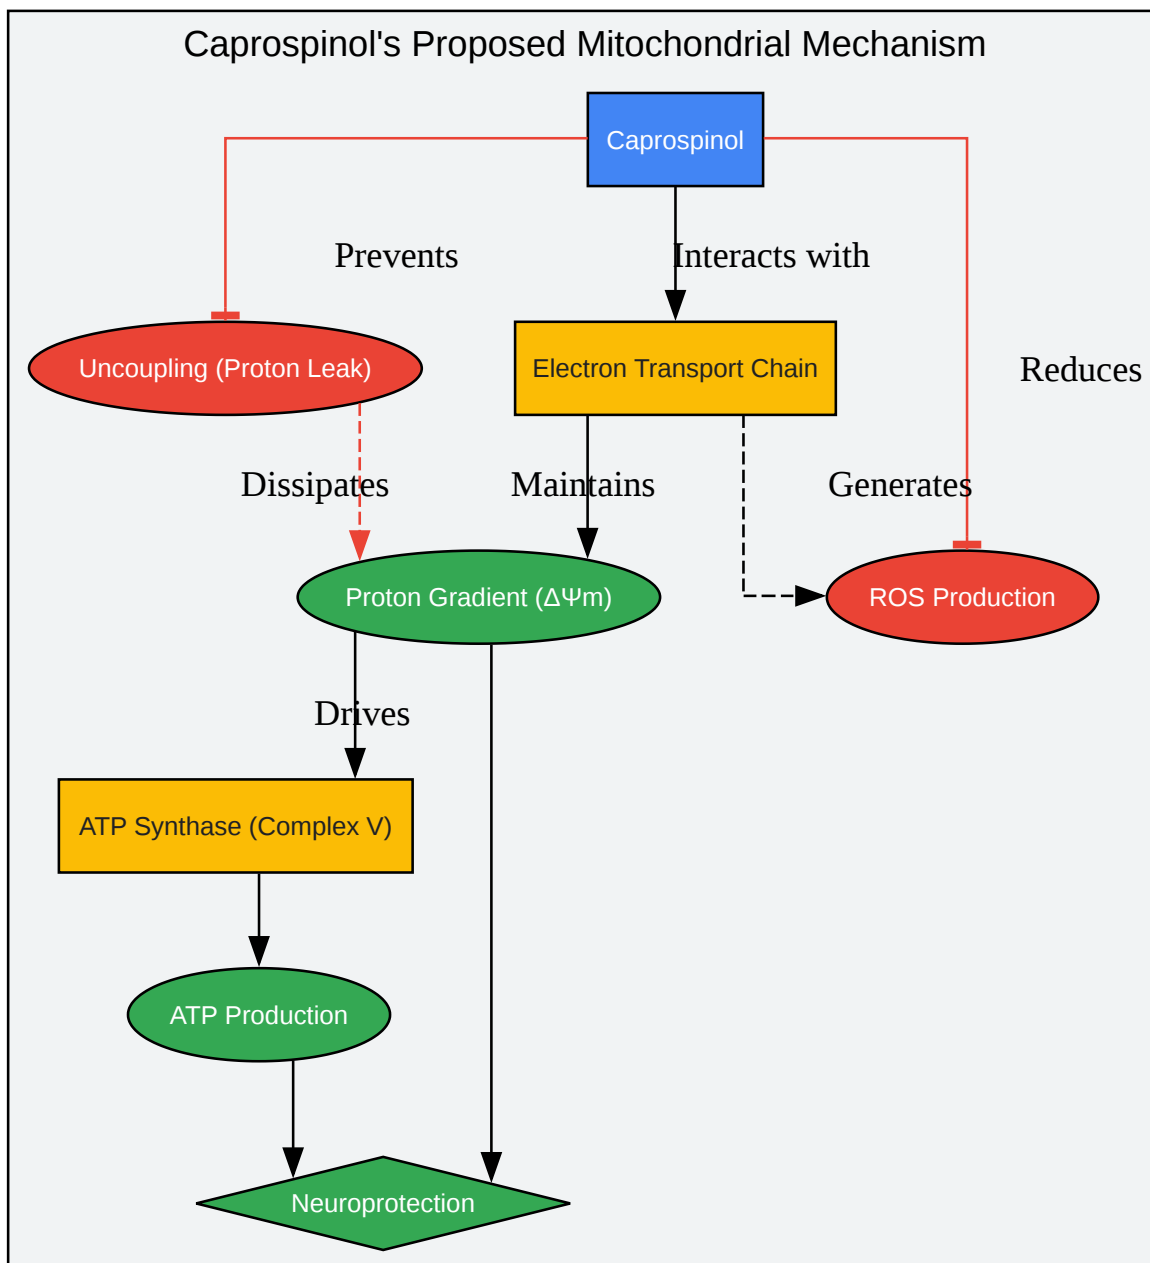 Caprospinol's Proposed Mitochondrial Mechanism
Caprospinol
Prevents
Interacts with
Uncoupling (Proton Leak)
Electron Transport Chain
Reduces
Dissipates
Maintains
Generates
Proton Gradient (ΔΨm)
ROS Production
Drives
ATP Synthase (Complex V)
ATP Production
Neuroprotection